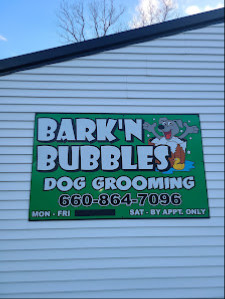 BARK'N
BUBBLES
DOG GROOMING
660-864-7096
MON - FRI SAT - BY APPT. ONLY